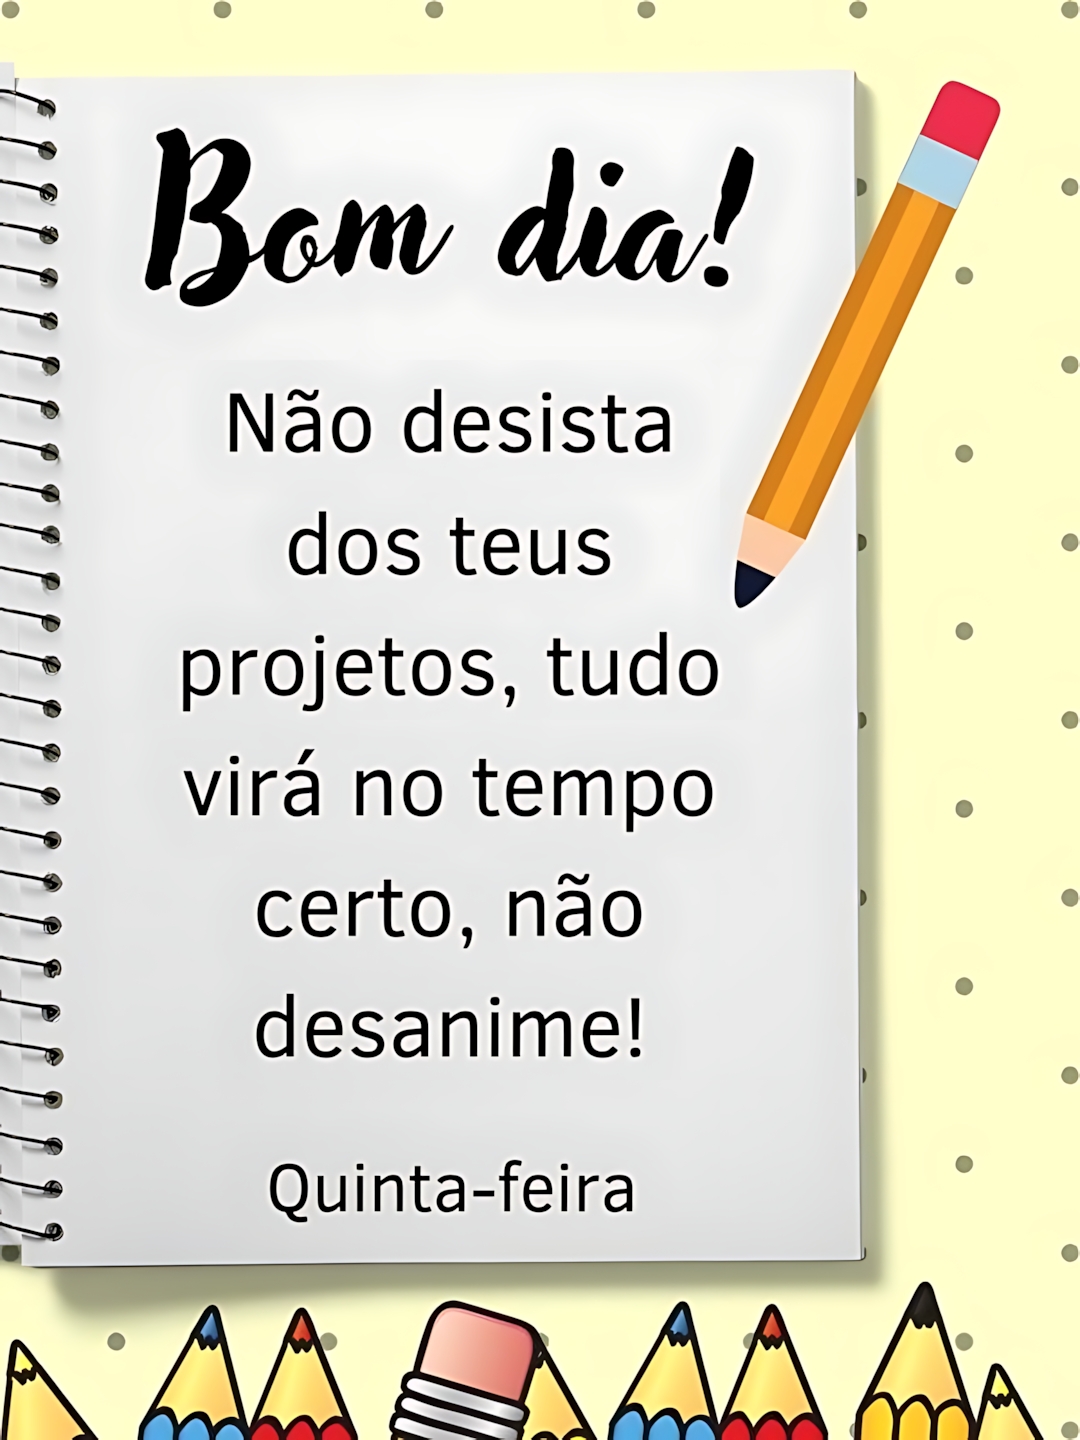 Bom dia!
Não desista
dos teus
projetos, tudo
virá no tempo
certo, não
desanime!
Quinta-feira